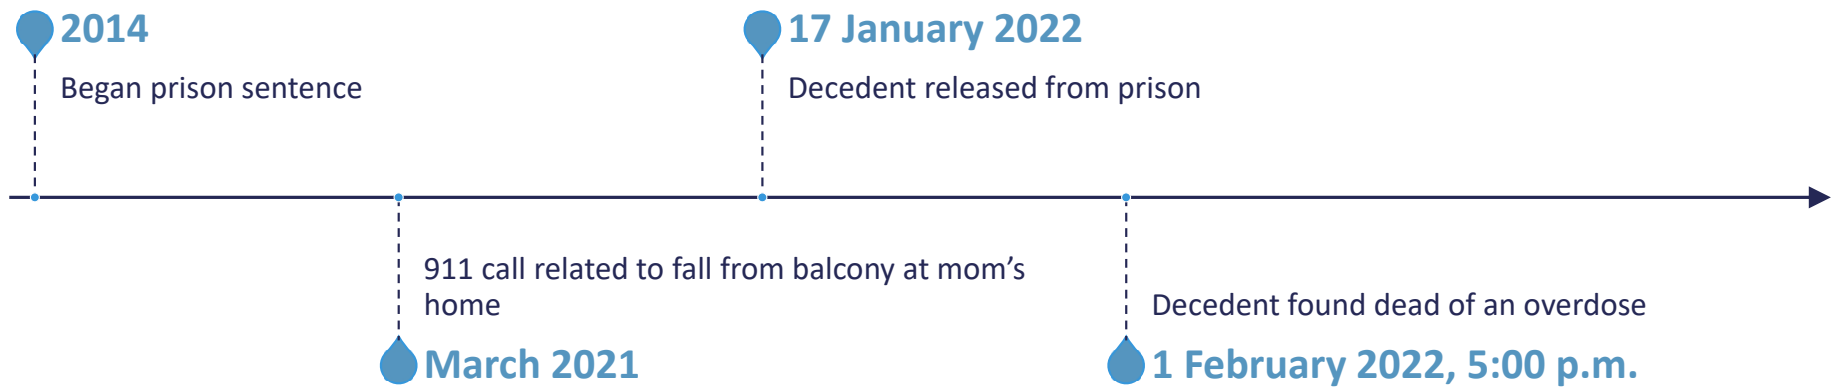 2014
Began prison sentence
17 January 2022
Decedent released from prison
911 call related to fall from balcony at mom’s
home
March 2021
Decedent found dead of an overdose
1 February 2022, 5:00 p.m.